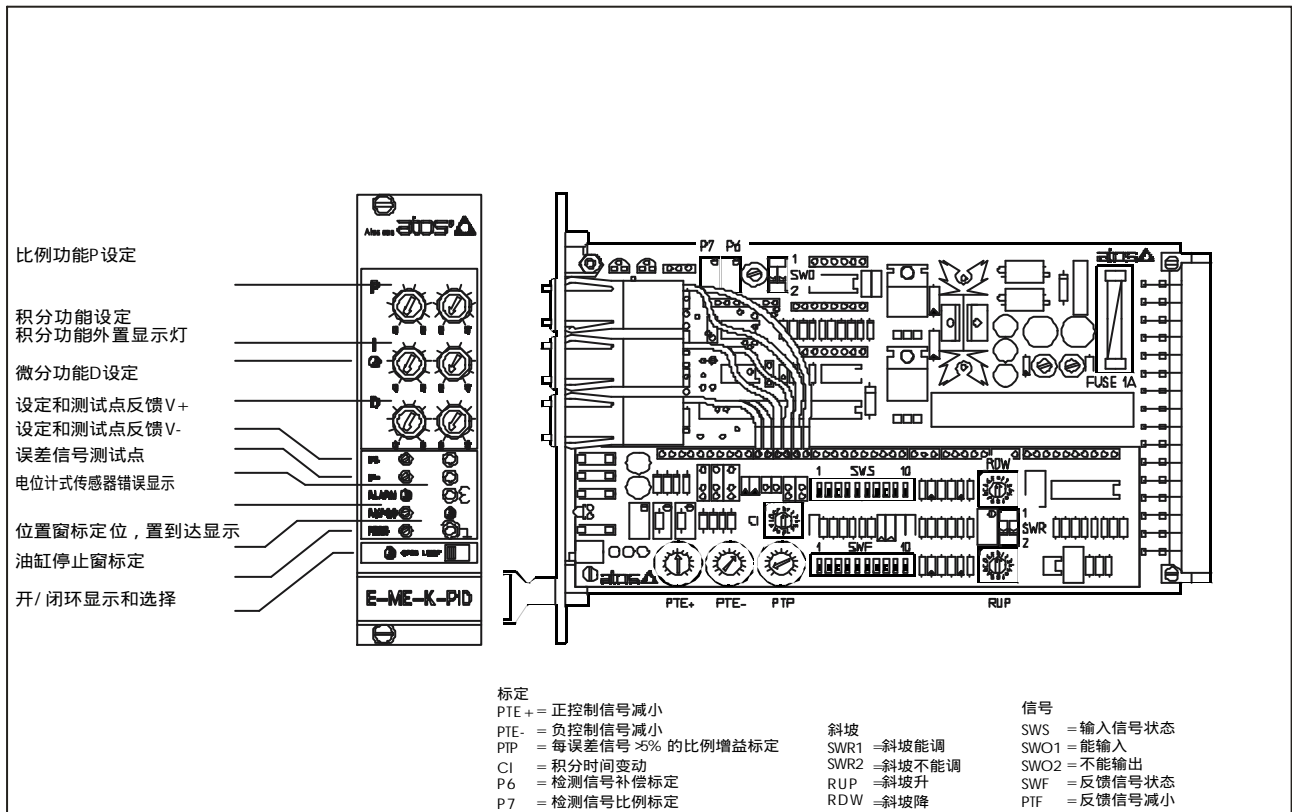 比例功能P设定
积分功能设定
积分功能外置显示灯
微分功能D设定
设定和测试点反馈V+
设定和测试点反馈V-
误差信号测试点
电位计式传感器错误显示
位置窗标定位，置到达显示
油缸停止窗标定
开/闭环显示和选择
atos
P
I
D
ALARM
E-ME-K-PID
P7 P6
1
SWO
2
atos
FUSE 1A
1 SWS 10
RDW
1
SWR
2
1 SWF 10
atos
PTE+ PTE- PTP RUP
标定
PTE+= 正控制信号减小
PTE- = 负控制信号减小
PTP = 每误差信号 >5% 的比例增益标定
CI = 积分时间变动
P6 = 检测信号补偿标定
P7 = 检测信号比例标定
斜坡
SWR1 =斜坡能调
SWR2 =斜坡不能调
RUP =斜坡升
RDW =斜坡降
信号
SWS =输入信号状态
SWO1 =能输入
SWO2 =不能输出
SWF =反馈信号状态
PTF =反馈信号减小